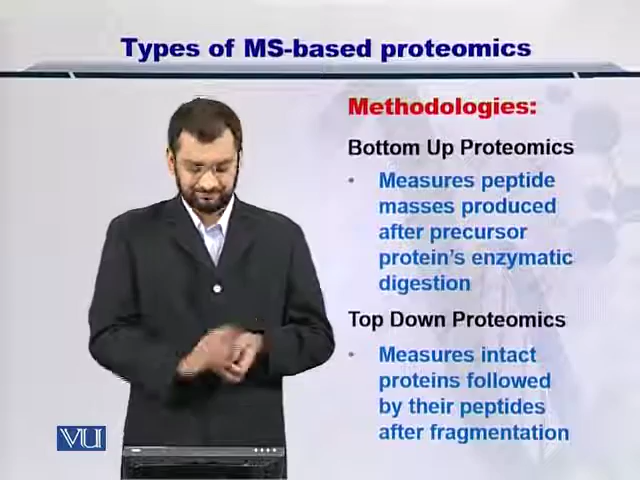 Types of MS-based proteomics
Methodologies:
Bottom Up Proteomics
• Measures peptide
masses produced
after precursor
protein's enzymatic
digestion
Top Down Proteomics
• Measures intact
proteins followed
by their peptides
after fragmentation
VU